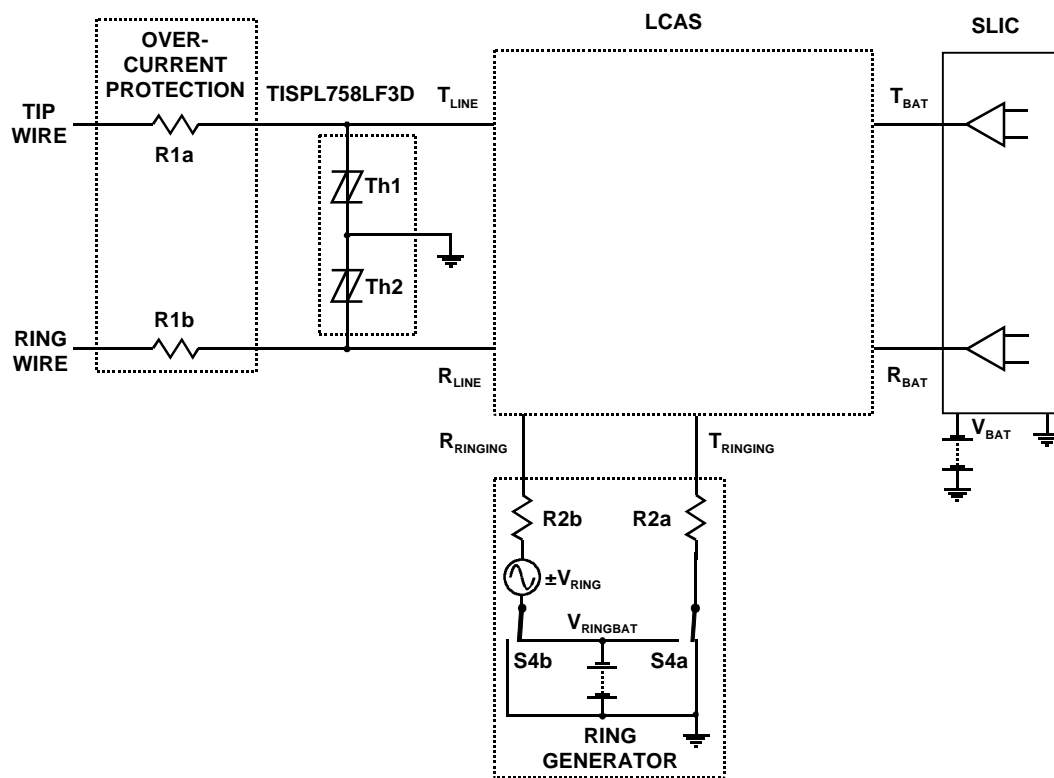 LCAS
SLIC
OVER-
CURRENT
PROTECTION
TISPL758LF3D
T_LINE
T_BAT
TIP
WIRE
R1a
Th1
Th2
R1b
RING
WIRE
R_LINE
R_BAT
R_RINGING
T_RINGING
V_BAT
R2b
R2a
±V_RING
V_RINGBAT
S4b
S4a
RING
GENERATOR